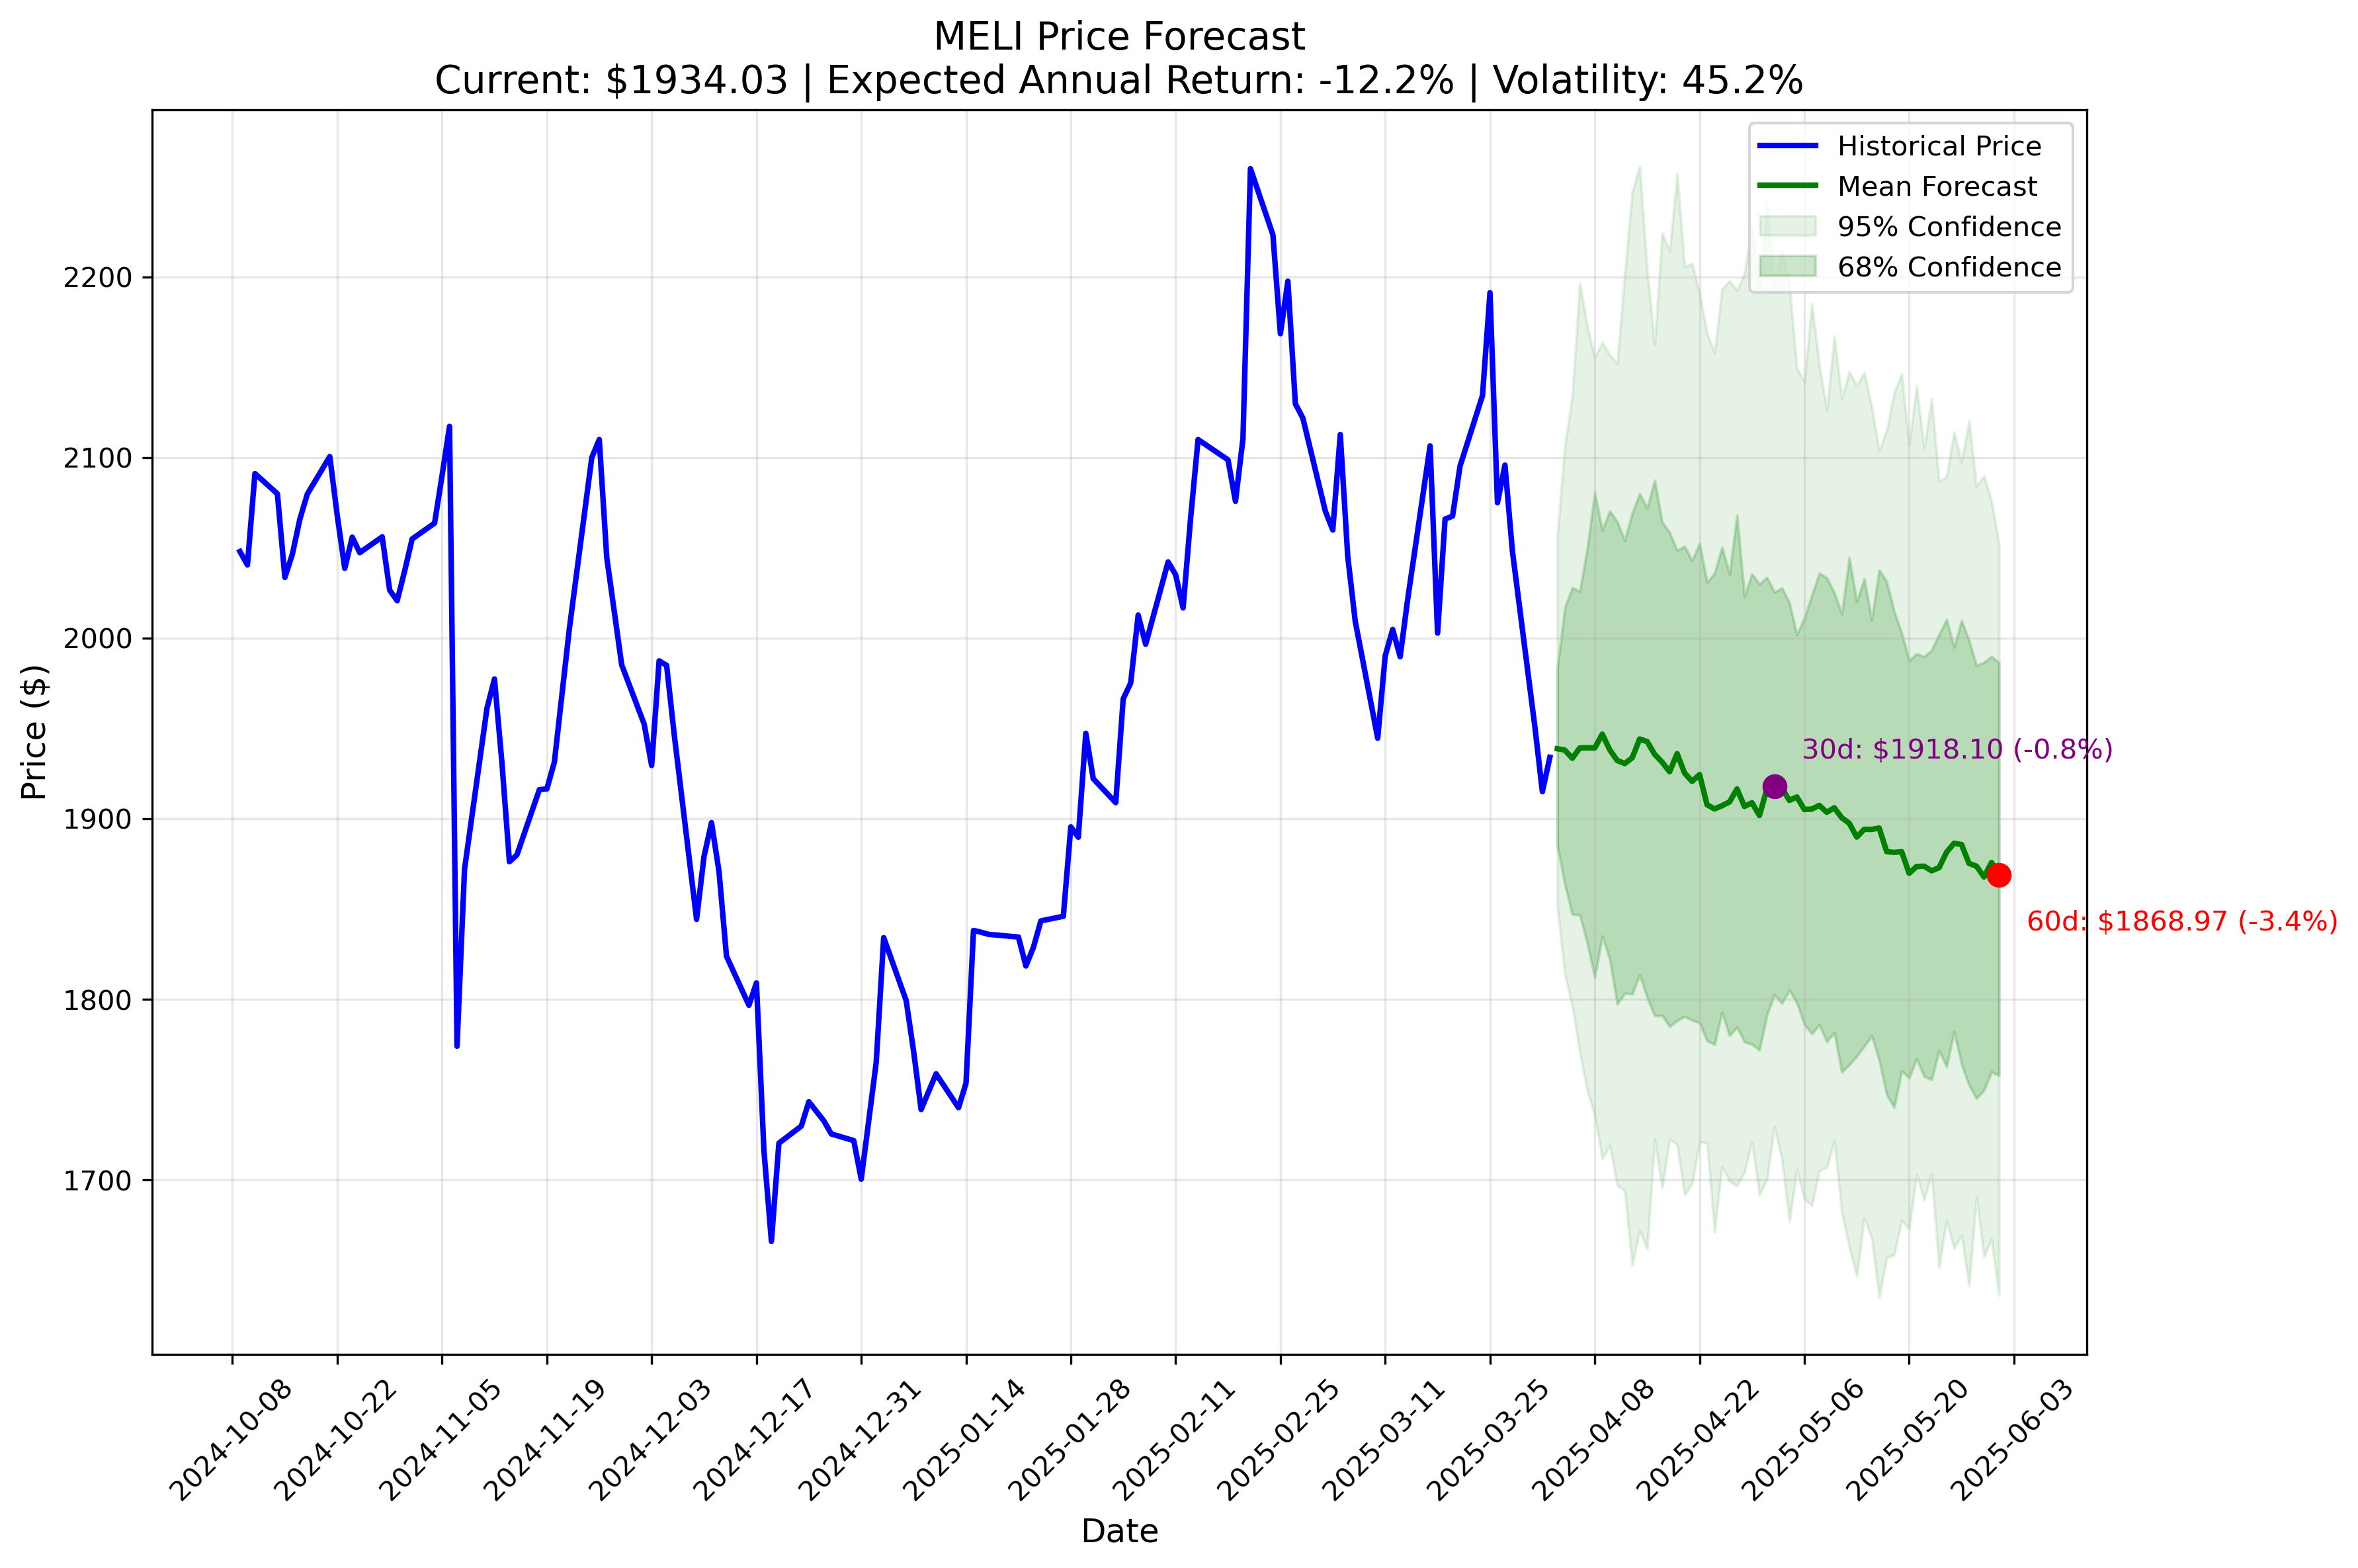 MELI Price Forecast
Current: $1934.03 | Expected Annual Return: -12.2% | Volatility: 45.2%
Historical Price
Mean Forecast
95% Confidence
68% Confidence
Price ($)
2200
2100
2000
1900
1800
1700
30d: $1918.10 (-0.8%)
60d: $1868.97 (-3.4%)
2024-10-08
2024-10-22
2024-11-05
2024-11-19
2024-12-03
2024-12-17
2024-12-31
2025-01-14
2025-01-28
2025-02-11
2025-02-25
2025-03-11
2025-03-25
2025-04-08
2025-04-22
2025-05-06
2025-05-20
2025-06-03
Date